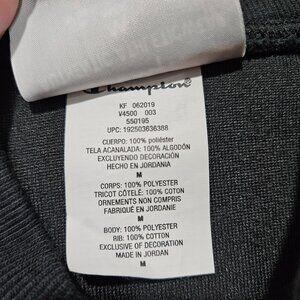 Champion
KF 062019
V4500 003
550195
UPC: 192503636388
CUERPO: 100% poliéster
TELA ACANALADA: 100% ALGODÓN
EXCLUYENDO DECORACIÓN
HECHO EN JORDANIA
M
CORPS: 100% POLYESTER
TRICOT CÔTELÉ: 100% COTON
ORNEMENTS NON COMPRIS
FABRIQUÉ EN JORDANIE
M
BODY: 100% POLYESTER
RIB: 100% COTTON
EXCLUSIVE OF DECORATION
MADE IN JORDAN
M